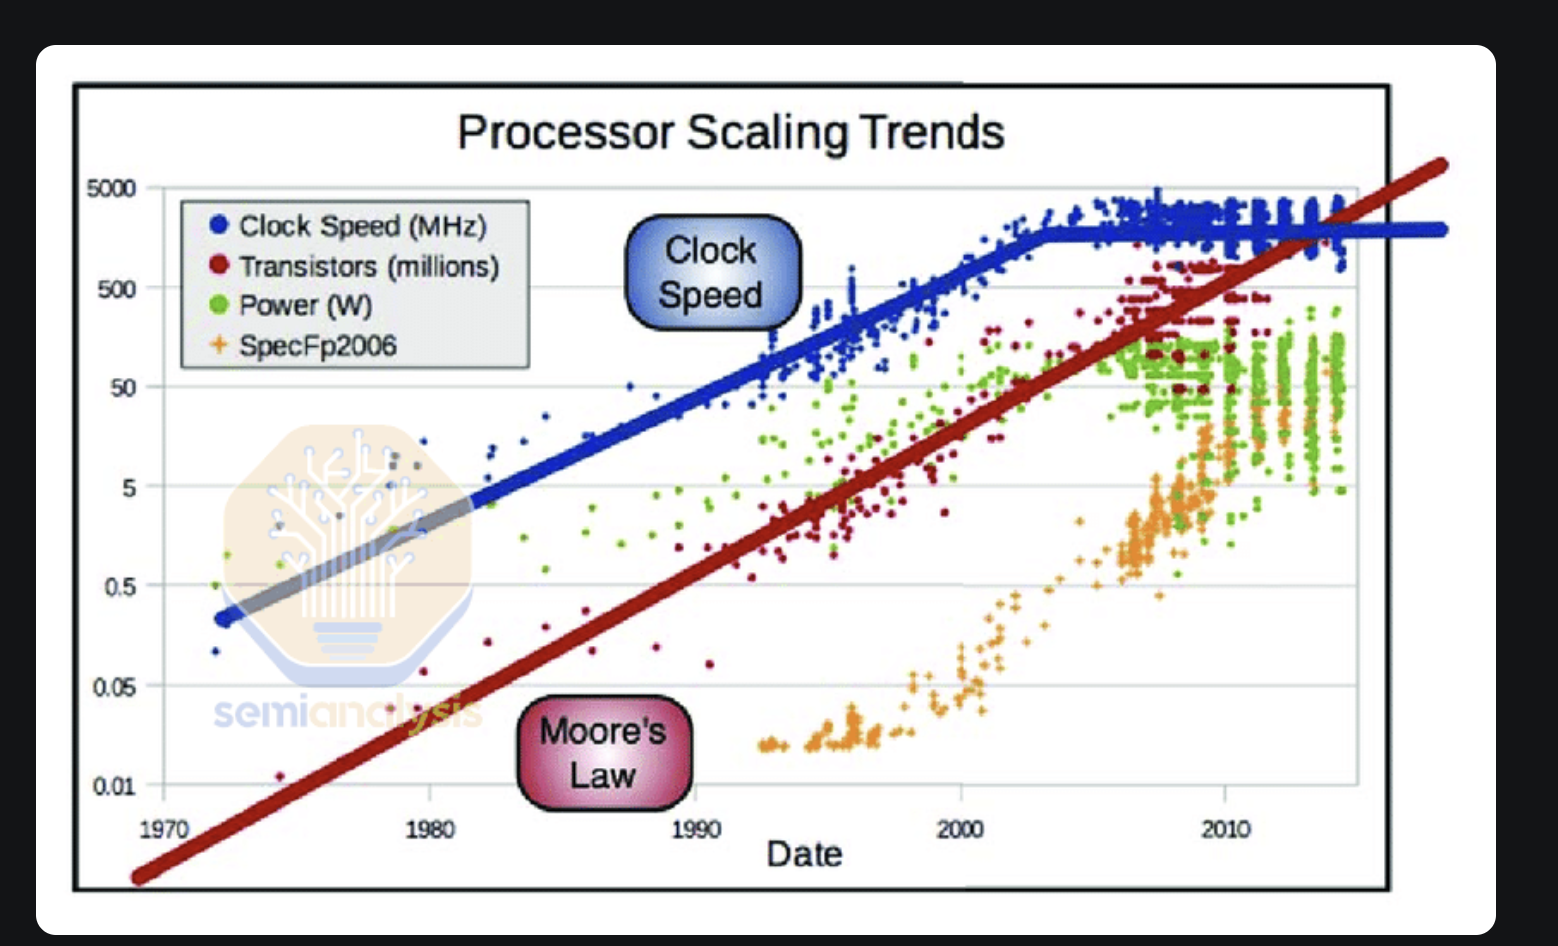 Processor Scaling Trends
5000
500
50
5
0.5
0.05
0.01
Clock Speed (MHz)
Transistors (millions)
Power (W)
SpecFp2006
Clock
Speed
semianalysis
Moore's
Law
1970
1980
1990
2000
2010
Date